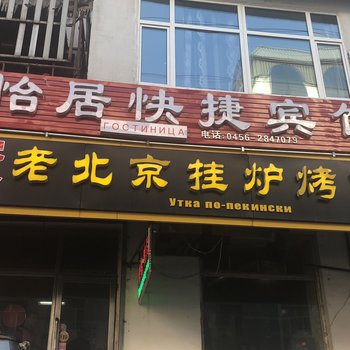 怡居快捷宾
ГОСТИНИЦА
电话:0456-2847079
老北京挂炉烤
Утка по-пекински